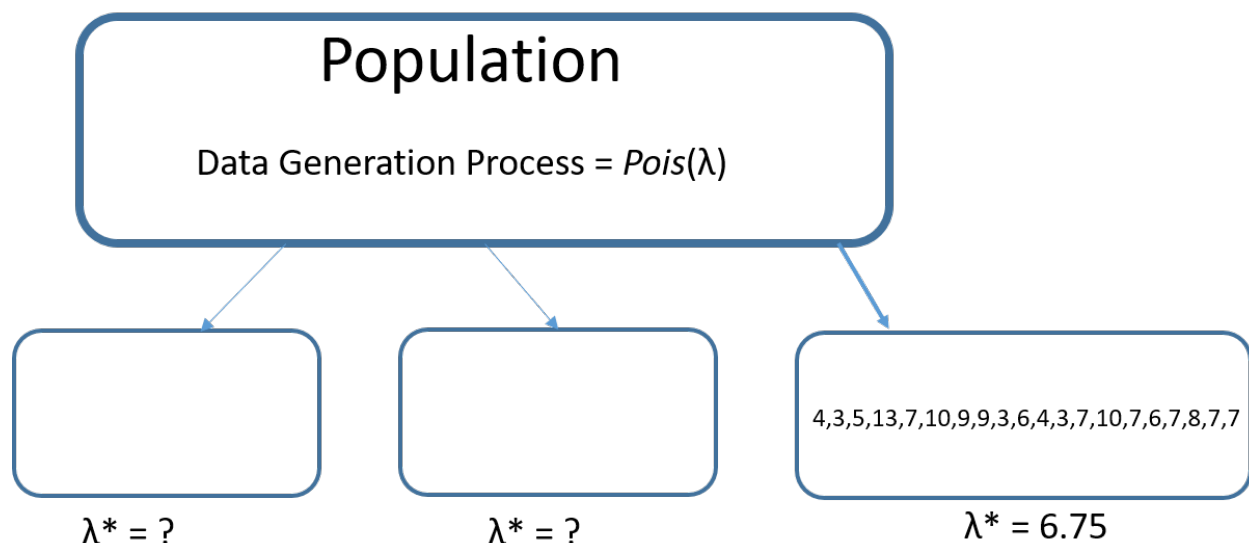 Population
Data Generation Process = Pois(λ)
4,3,5,13,7,10,9,9,3,6,4,3,7,10,7,6,7,8,7,7
λ* = ?
λ* = ?
λ* = 6.75